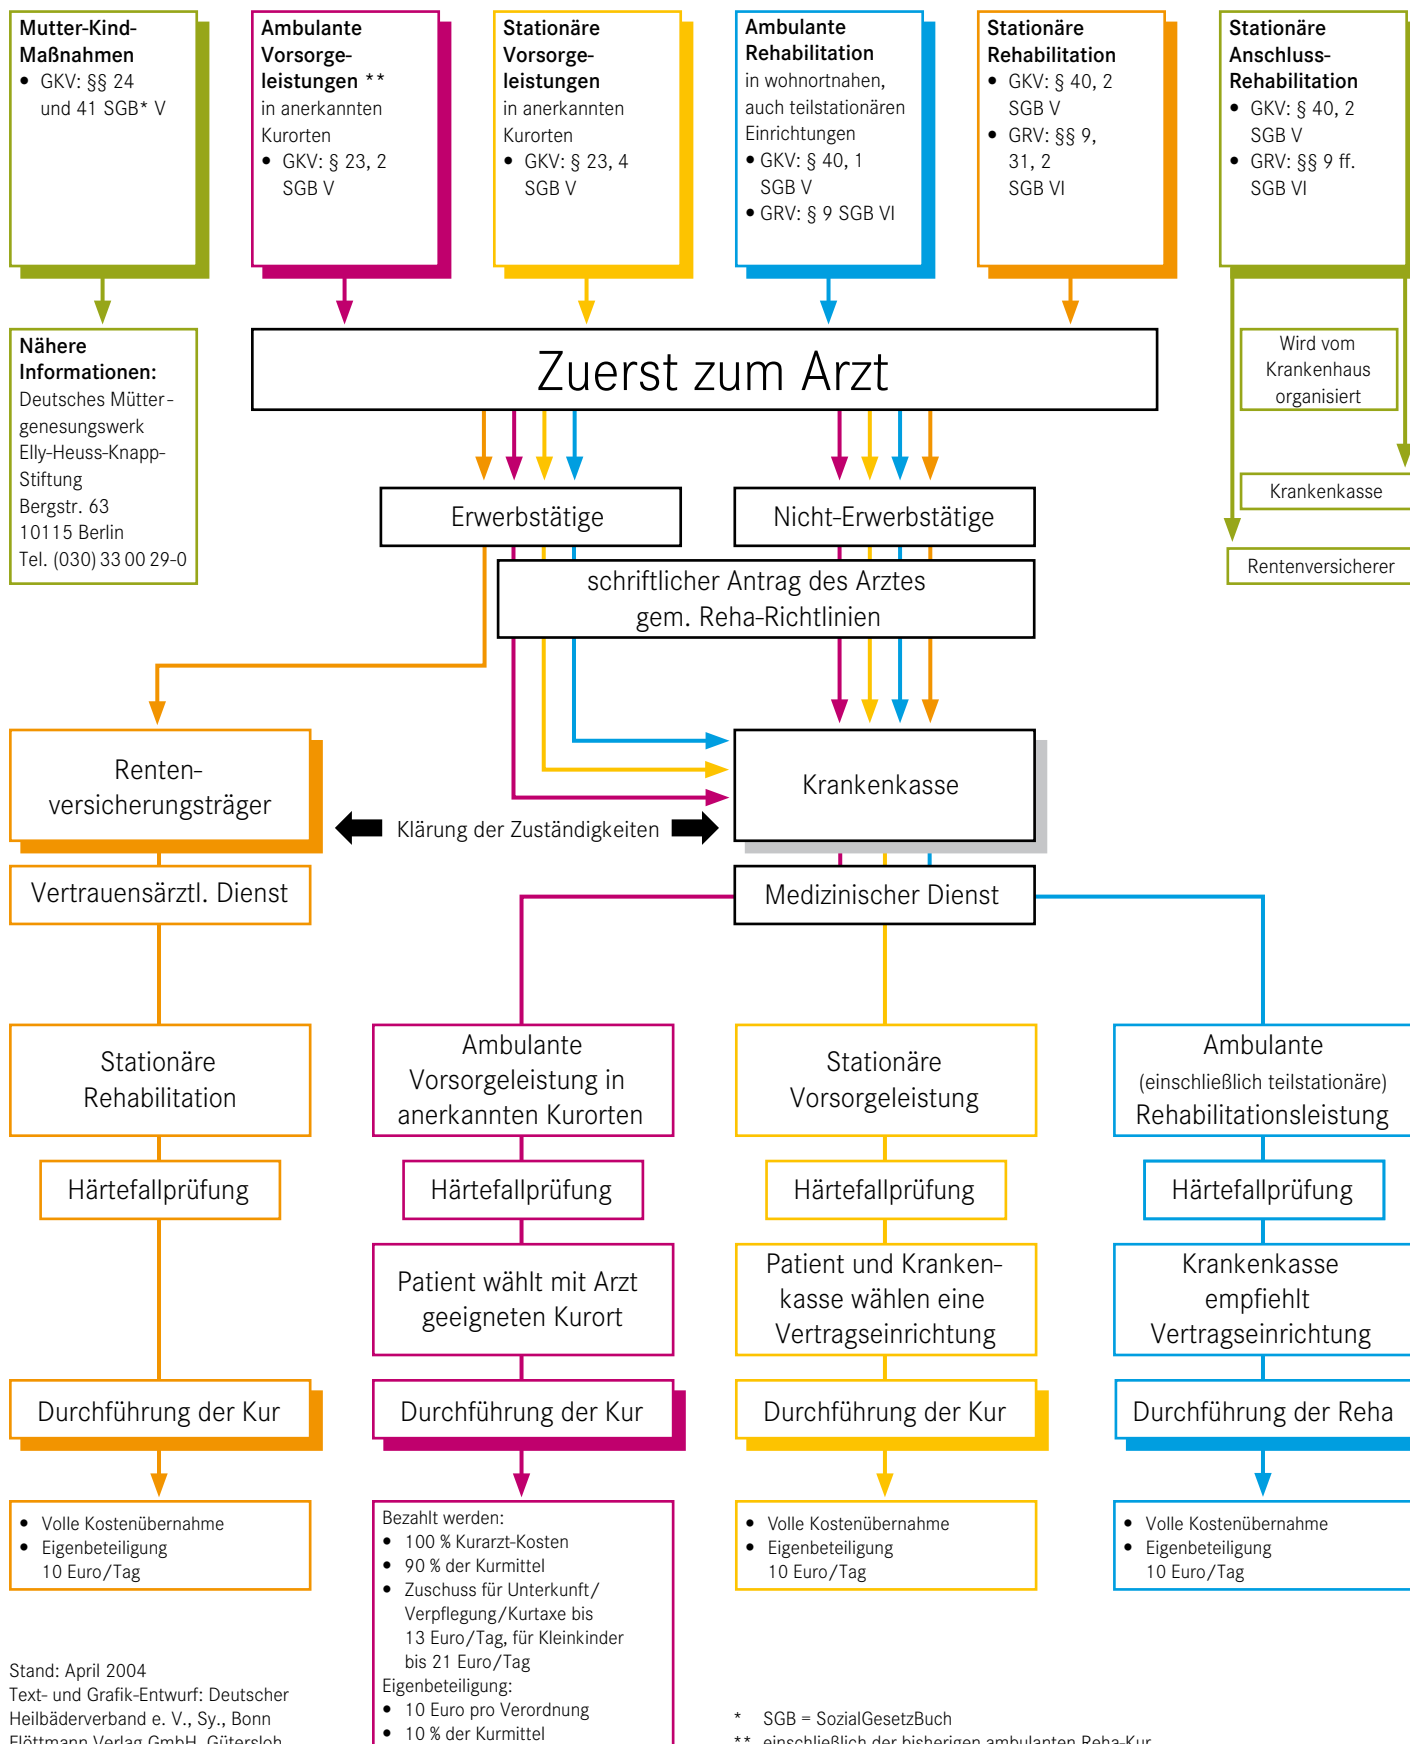 Mutter-Kind-
Maßnahmen
• GKV: §§ 24
und 41 SGB* V
Ambulante
Vorsorge-
leistungen **
in anerkannten
Kurorten
• GKV: § 23, 2
SGB V
Stationäre
Vorsorge-
leistungen
in anerkannten
Kurorten
• GKV: § 23, 4
SGB V
Ambulante
Rehabilitation
in wohnortnahen,
auch teilstationären
Einrichtungen
• GKV: § 40, 1
SGB V
• GRV: § 9 SGB VI
Stationäre
Rehabilitation
• GKV: § 40, 2
SGB V
• GRV: §§ 9,
31, 2
SGB VI
Stationäre
Anschluss-
Rehabilitation
• GKV: § 40, 2
SGB V
• GRV: §§ 9 ff.
SGB VI
Nähere
Informationen:
Deutsches Mütter-
genesungswerk
Elly-Heuss-Knapp-
Stiftung
Bergstr. 63
10115 Berlin
Tel. (030) 33 00 29-0
Zuerst zum Arzt
Wird vom
Krankenhaus
organisiert
Krankenkasse
Rentenversicherer
Erwerbstätige
Nicht-Erwerbstätige
schriftlicher Antrag des Arztes
gem. Reha-Richtlinien
Renten-
versicherungsträger
Klärung der Zuständigkeiten
Krankenkasse
Vertrauensärztl. Dienst
Medizinischer Dienst
Stationäre
Rehabilitation
Ambulante
Vorsorgeleistung in
anerkannten Kurorten
Stationäre
Vorsorgeleistung
Ambulante
(einschließlich teilstationäre)
Rehabilitationsleistung
Härtefallprüfung
Härtefallprüfung
Härtefallprüfung
Härtefallprüfung
Patient wählt mit Arzt
geeigneten Kurort
Patient und Kranken-
kasse wählen eine
Vertragseinrichtung
Krankenkasse
empfiehlt
Vertragseinrichtung
Durchführung der Kur
Durchführung der Kur
Durchführung der Kur
Durchführung der Reha
• Volle Kostenübernahme
• Eigenbeteiligung
10 Euro/Tag
Bezahlt werden:
• 100 % Kurarzt-Kosten
• 90 % der Kurmittel
• Zuschuss für Unterkunft/
Verpflegung/Kurtaxe bis
13 Euro/Tag, für Kleinkinder
bis 21 Euro/Tag
Eigenbeteiligung:
• 10 Euro pro Verordnung
• 10 % der Kurmittel
• Volle Kostenübernahme
• Eigenbeteiligung
10 Euro/Tag
• Volle Kostenübernahme
• Eigenbeteiligung
10 Euro/Tag
Stand: April 2004
Text- und Grafik-Entwurf: Deutscher
Heilbäderverband e. V., Sy., Bonn
Flöttmann Verlag GmbH, Gütersloh
* SGB = SozialGesetzBuch
** einschließlich der bisherigen ambulanten Reha-Kur